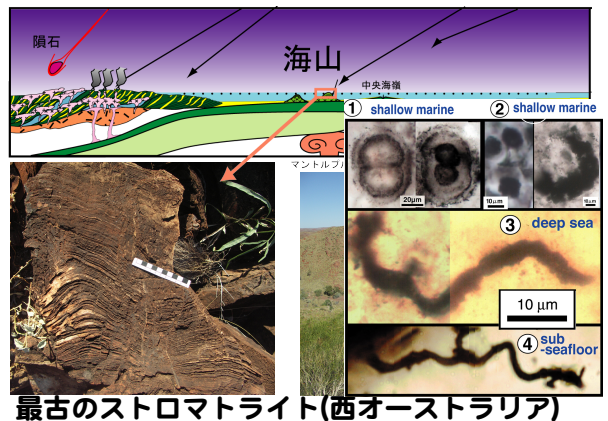 隕石
海山
中央海嶺
マントルプル
① shallow marine
② shallow marine
20μm
10μm
10μm
③ deep sea
10 μm
④ sub
-seafloor
最古のストロマトライト(西オーストラリア)